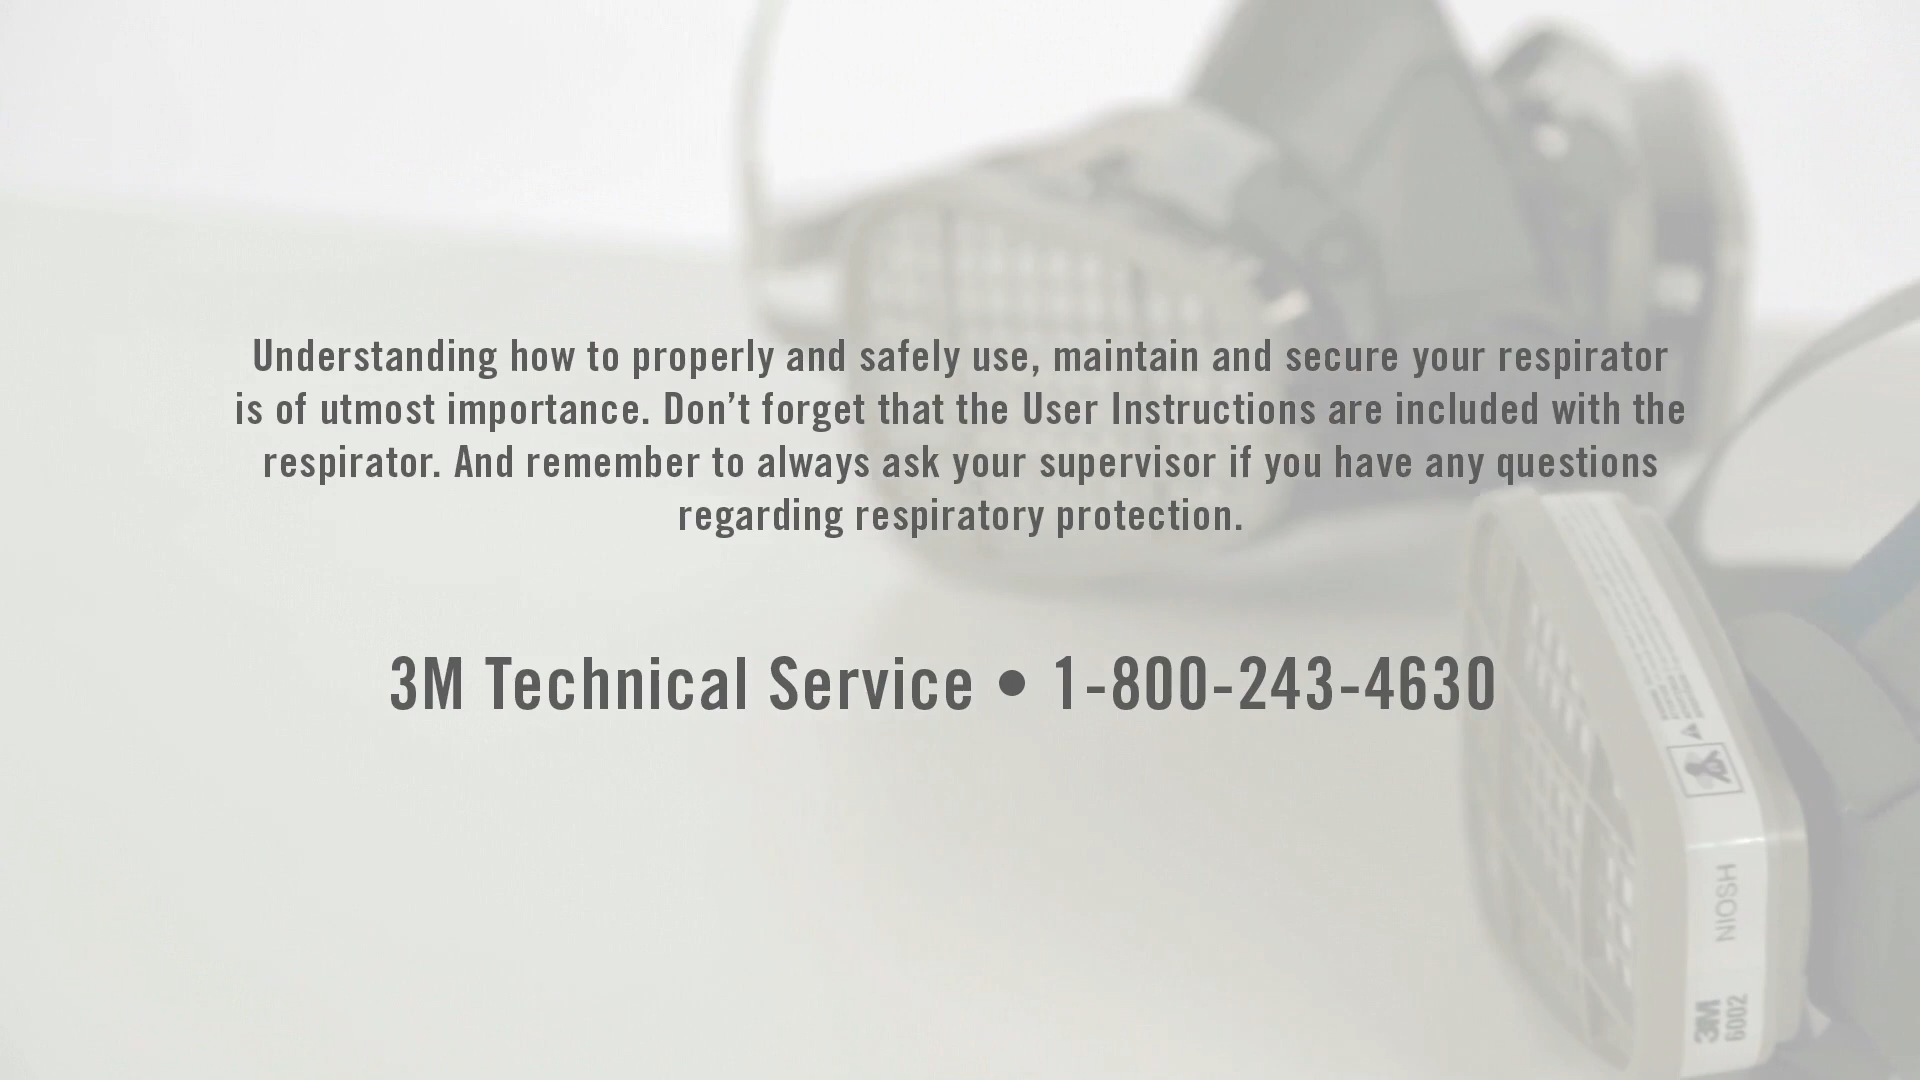 Understanding how to properly and safely use, maintain and secure your respirator
is of utmost importance. Don’t forget that the User Instructions are included with the
respirator. And remember to always ask your supervisor if you have any questions
regarding respiratory protection.
3M Technical Service • 1-800-243-4630
NIOSH
3M
6002